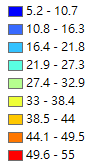 5.2 - 10.7
10.8 - 16.3
16.4 - 21.8
21.9 - 27.3
27.4 - 32.9
33 - 38.4
38.5 - 44
44.1 - 49.5
49.6 - 55